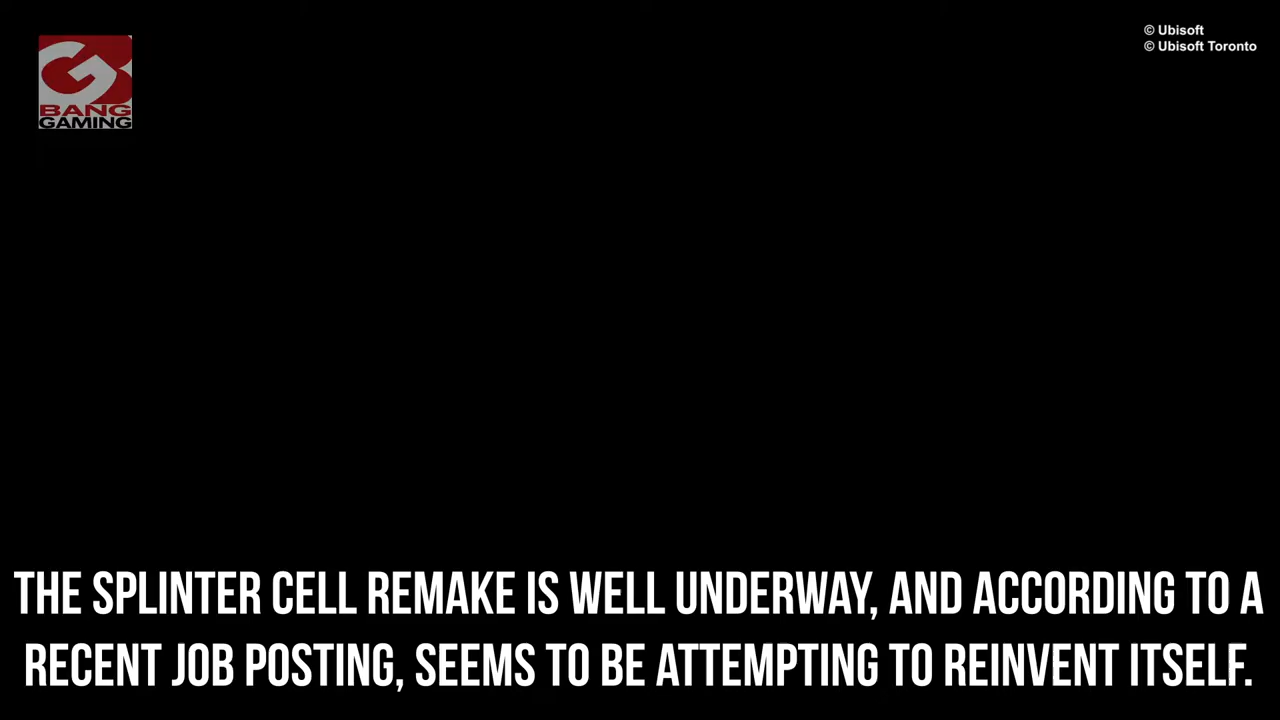 © Ubisoft
© Ubisoft Toronto
BANG
GAMING
THE SPLINTER CELL REMAKE IS WELL UNDERWAY, AND ACCORDING TO A
RECENT JOB POSTING, SEEMS TO BE ATTEMPTING TO REINVENT ITSELF.